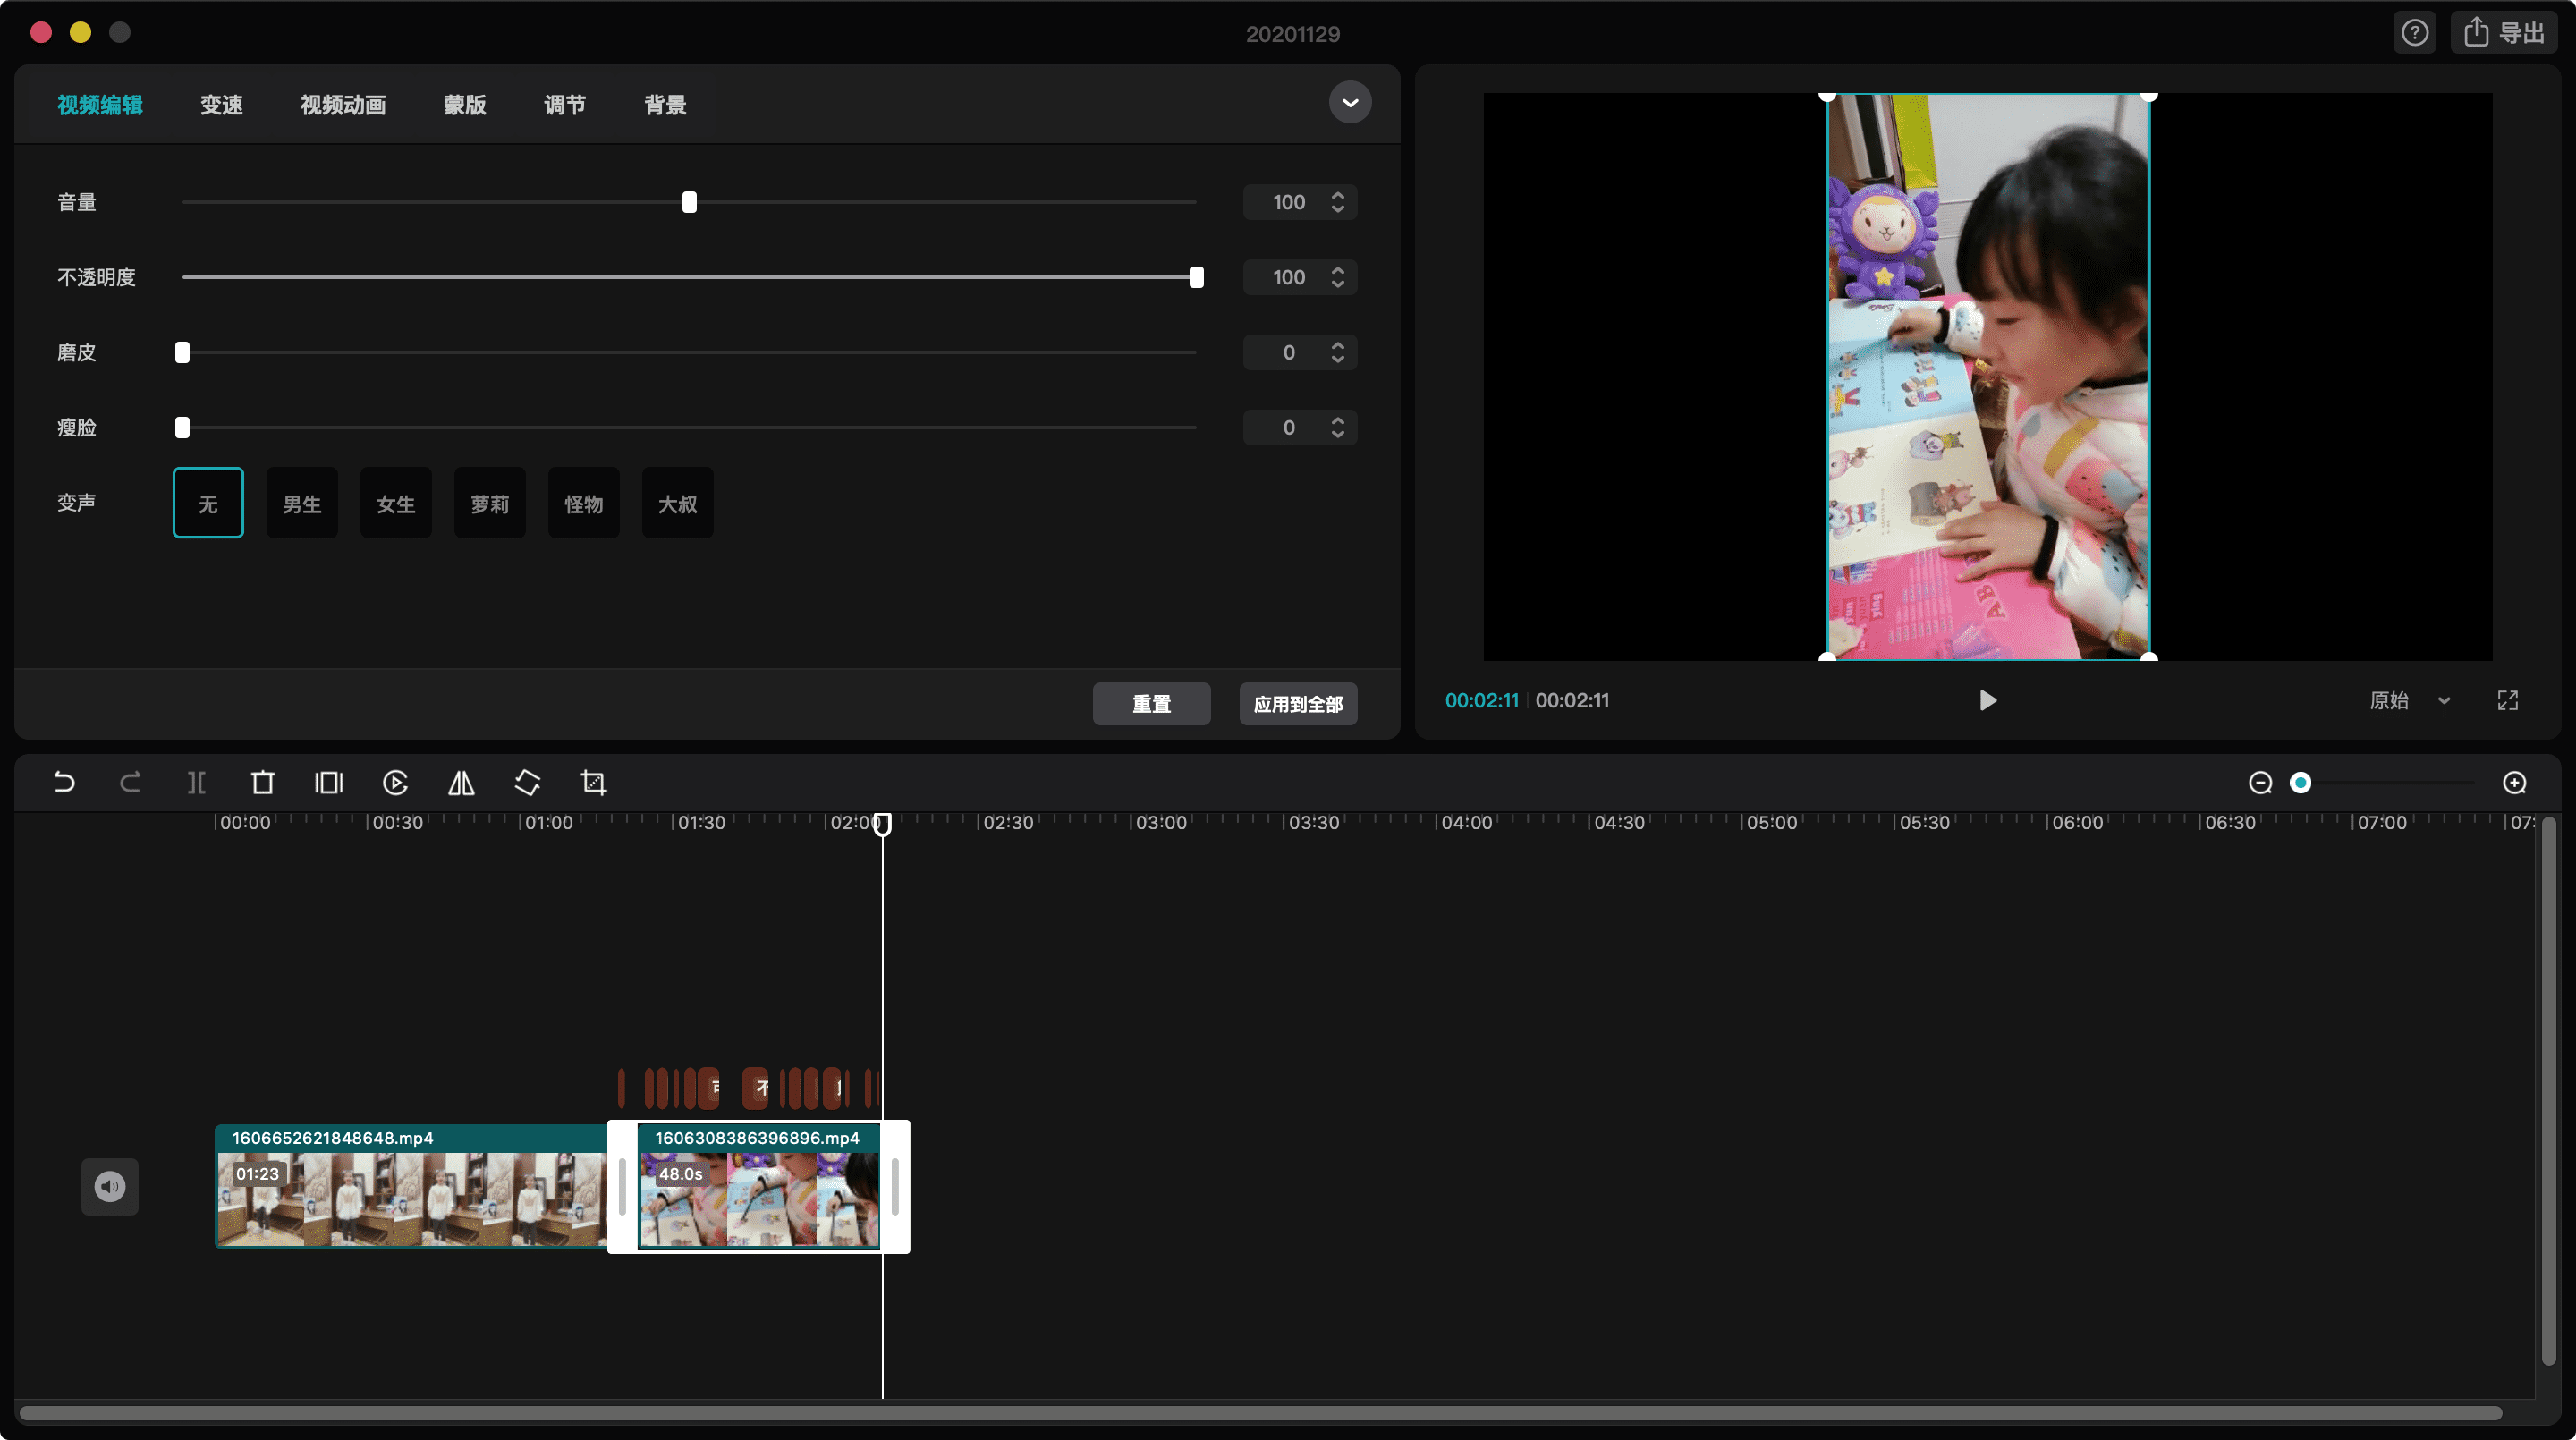 20201129
导出
视频编辑 变速 视频动画 蒙版 调节 背景
音量 100
不透明度 100
磨皮 0
瘦脸 0
变声 无 男生 女生 萝莉 怪物 大叔
重置 应用到全部
00:02:11 00:02:11 原始
00:00 00:30 01:00 01:30 02:00 02:30 03:00 03:30 04:00 04:30 05:00 05:30 06:00 06:30 07:00 07:
不
1606652621848648.mp4 1606308386396896.mp4
01:23 48.0s